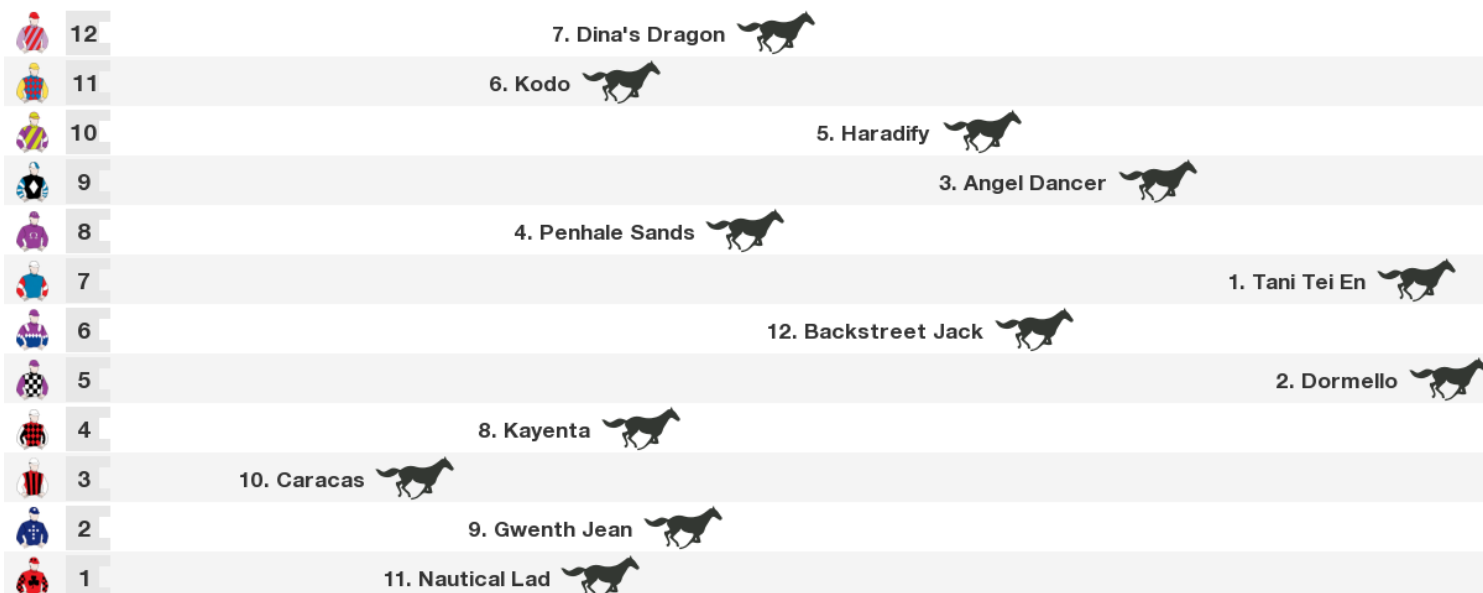 12 7. Dina's Dragon
11 6. Kodo
10 5. Haradify
9 3. Angel Dancer
8 4. Penhale Sands
7 1. Tani Tei En
6 12. Backstreet Jack
5 2. Dormello
4 8. Kayenta
3 10. Caracas
2 9. Gwenth Jean
1 11. Nautical Lad